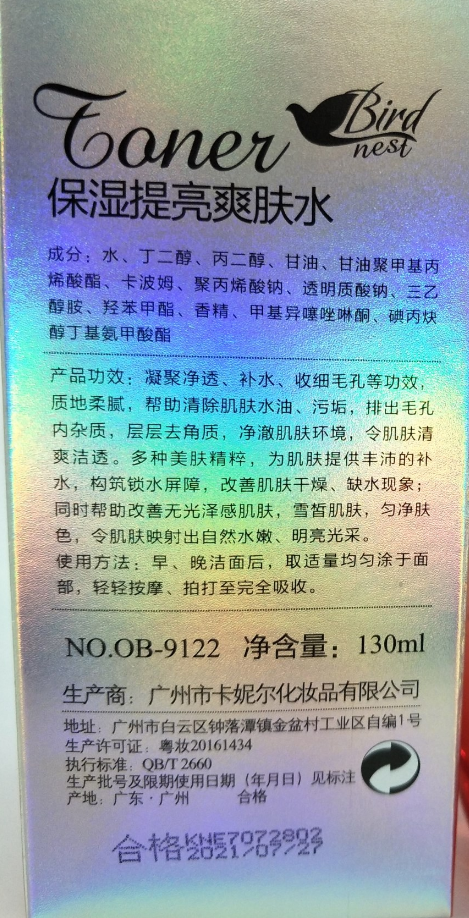 Toner
Bird
nest
保湿提亮爽肤水
成分：水、丁二醇、丙二醇、甘油、甘油聚甲基丙
烯酸酯、卡波姆、聚丙烯酸钠、透明质酸钠、三乙
醇胺、羟苯甲酯、香精、甲基异噻唑啉酮、碘丙炔
醇丁基氨甲酸酯
产品功效：凝聚净透、补水、收细毛孔等功效，
质地柔腻，帮助清除肌肤水油、污垢，排出毛孔
内杂质，层层去角质，净澈肌肤环境，令肌肤清
爽洁透。多种美肤精粹，为肌肤提供丰沛的补
水，构筑锁水屏障，改善肌肤干燥、缺水现象；
同时帮助改善无光泽感肌肤，雪皙肌肤，匀净肤
色，令肌肤映射出自然水嫩、明亮光采。
使用方法：早、晚洁面后，取适量均匀涂于面
部，轻轻按摩、拍打至完全吸收。
NO.OB-9122 净含量：130ml
生产商：广州市卡妮尔化妆品有限公司
地址：广州市白云区钟落潭镇金盆村工业区自编1号
生产许可证：粤妆20161434
执行标准：QB/T 2660
生产批号及限期使用日期（年月日）见标注
产地：广东·广州 合格
合格KNE7072802
2021/07/27